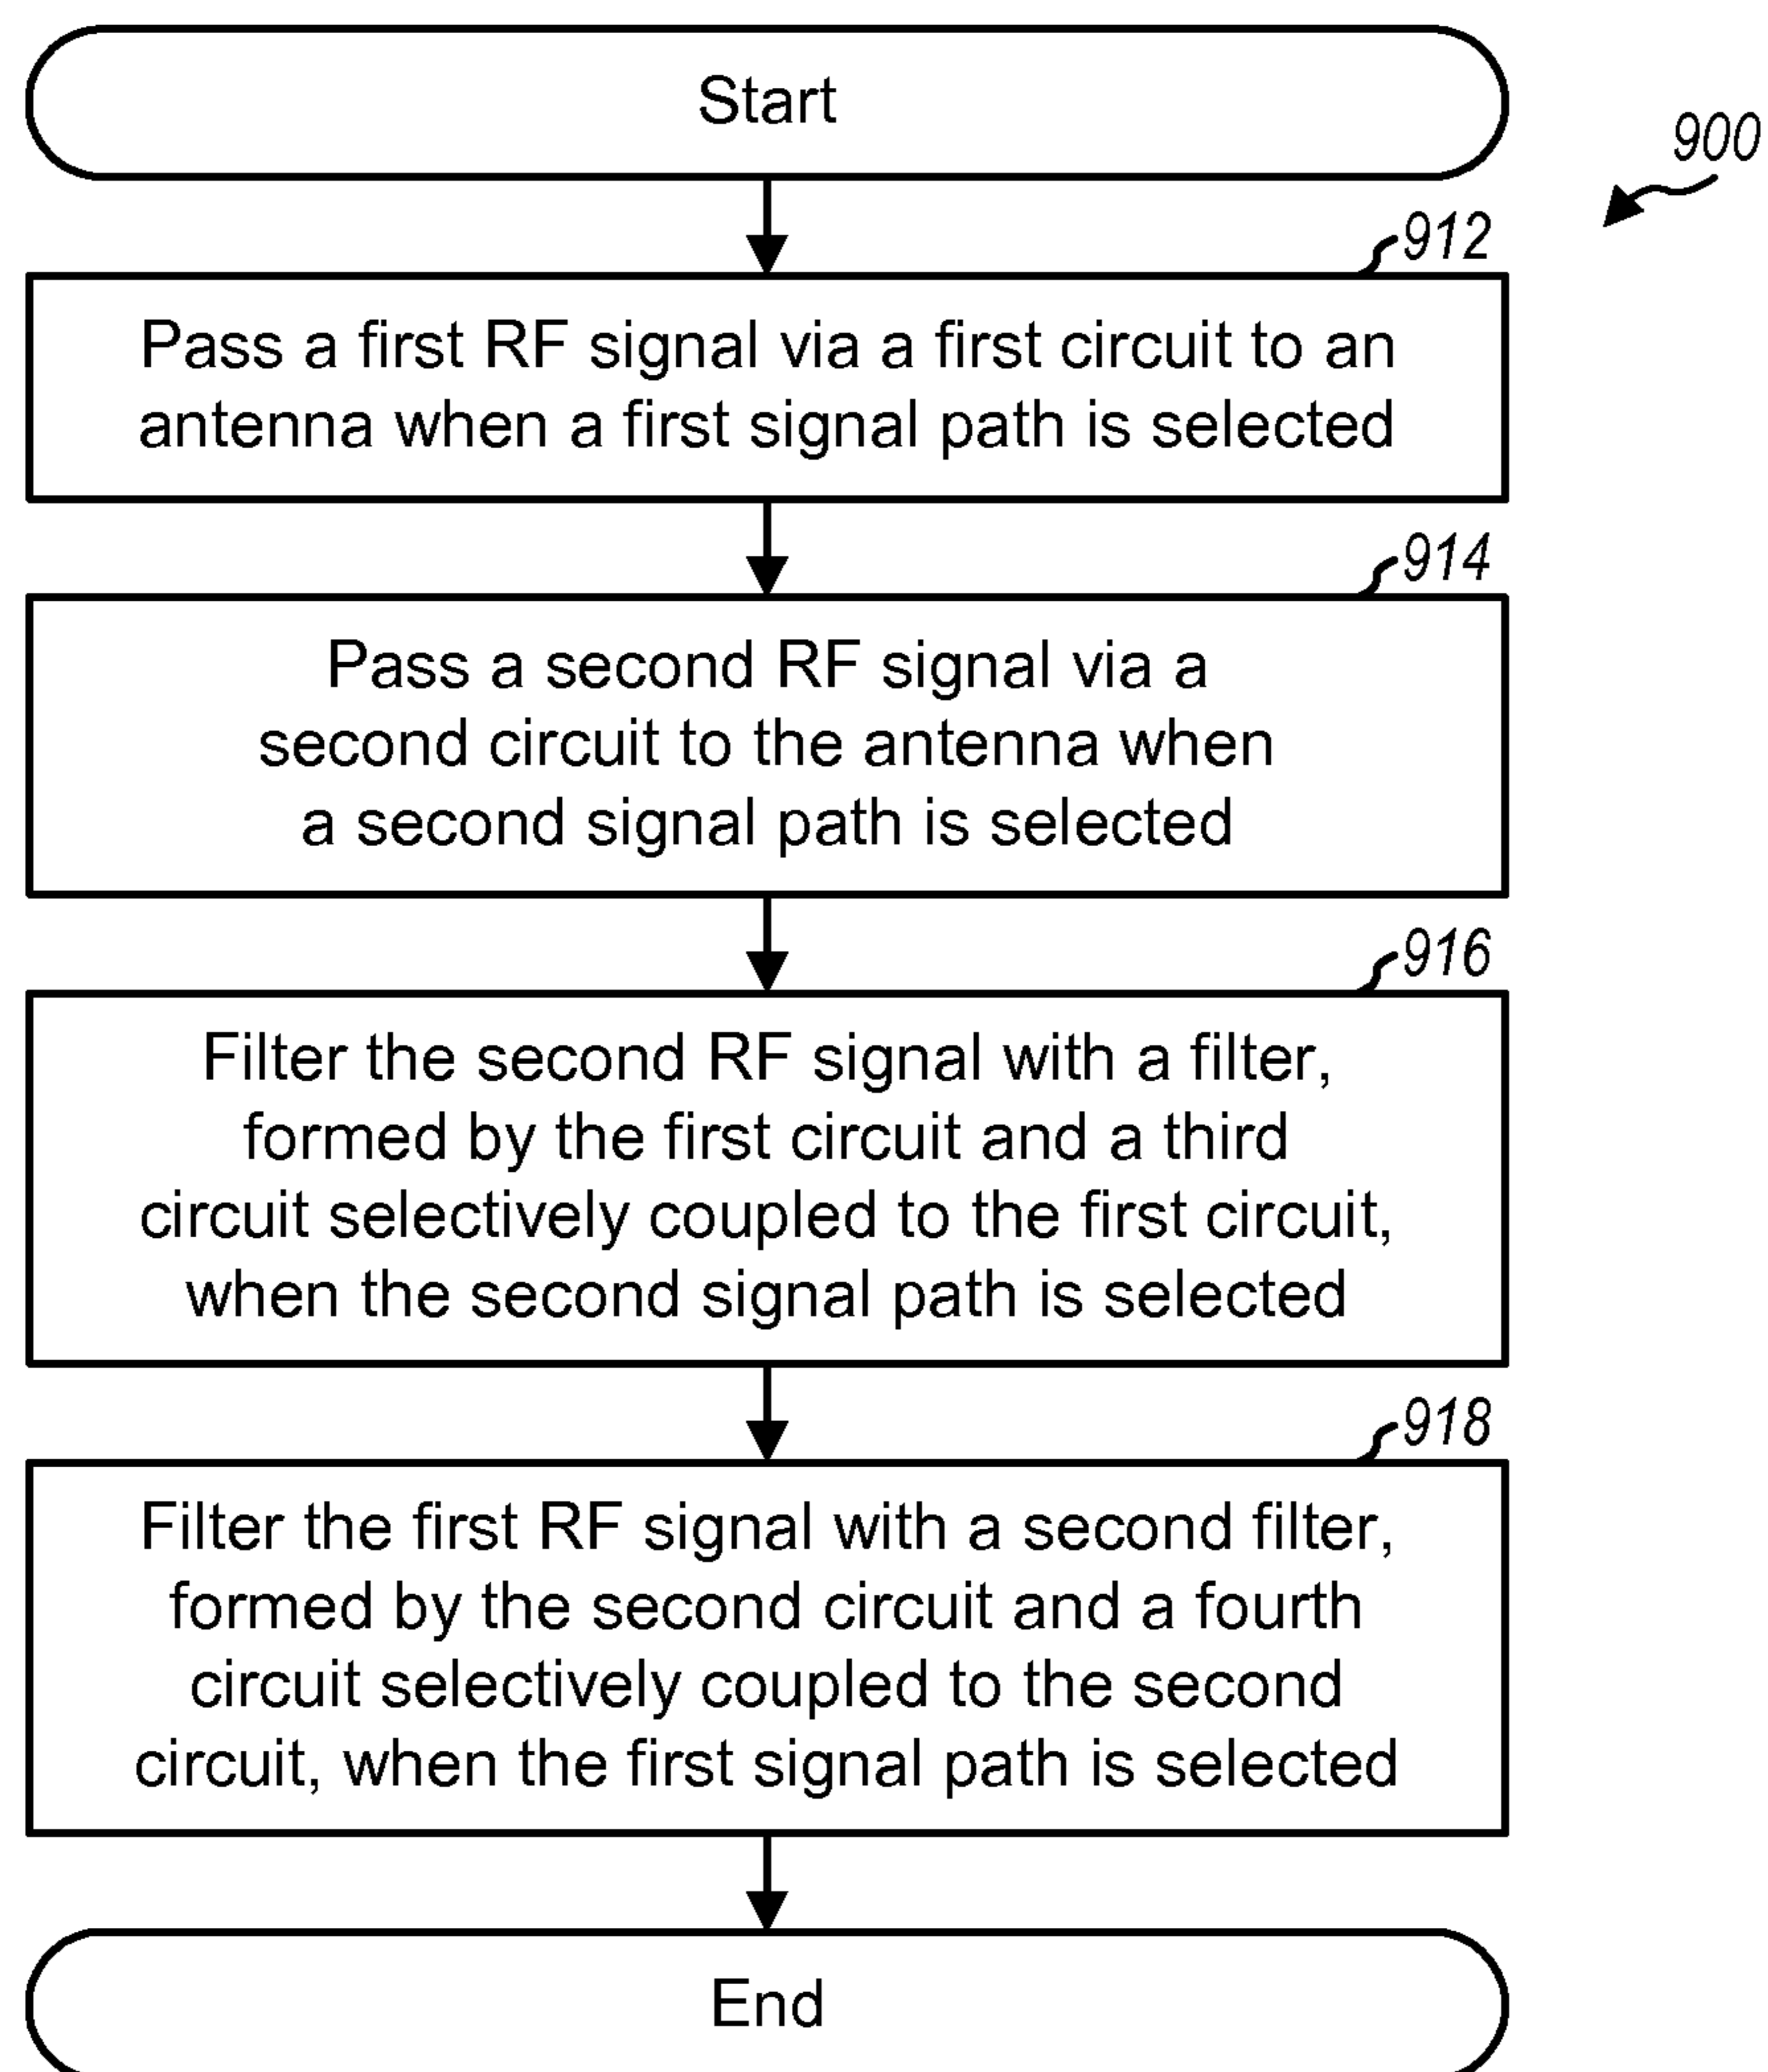 Start
900
912
Pass a first RF signal via a first circuit to an
antenna when a first signal path is selected
914
Pass a second RF signal via a
second circuit to the antenna when
a second signal path is selected
916
Filter the second RF signal with a filter,
formed by the first circuit and a third
circuit selectively coupled to the first circuit,
when the second signal path is selected
918
Filter the first RF signal with a second filter,
formed by the second circuit and a fourth
circuit selectively coupled to the second
circuit, when the first signal path is selected
End